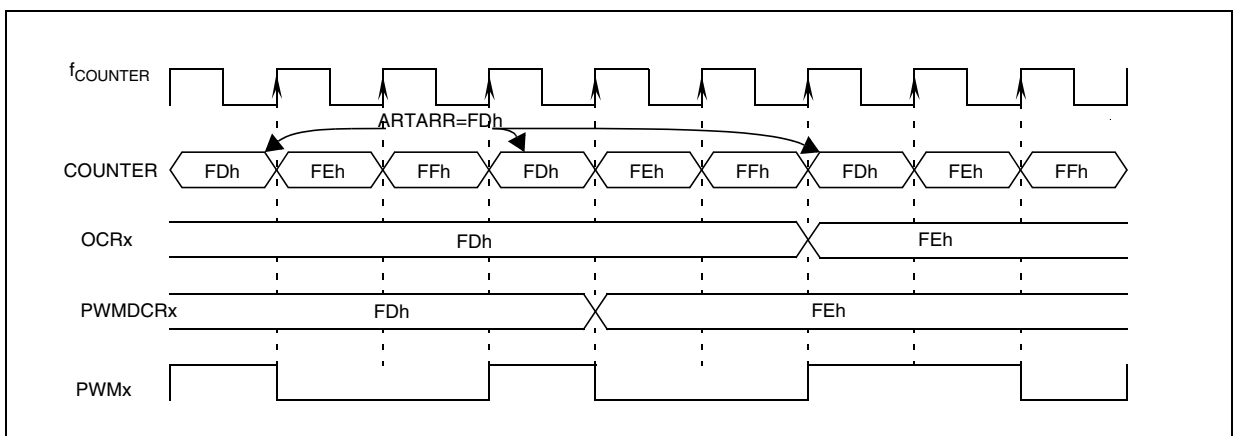 fCOUNTER
ARTARR=FDh
COUNTER FDh FEh FFh FDh FEh FFh FDh FEh FFh
OCRx FDh FEh
PWMDCRx FDh FEh
PWMx